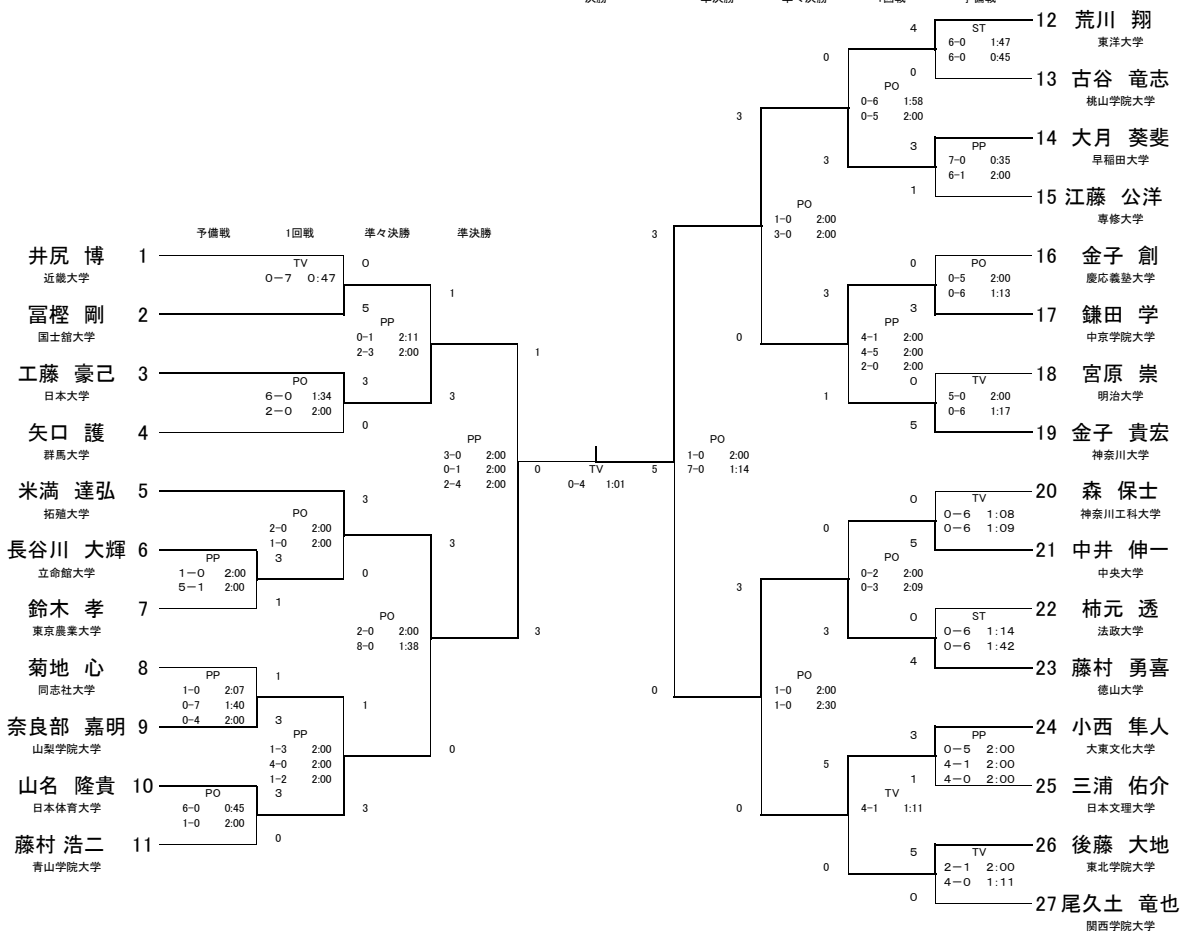 決勝 準決勝 準々決勝 1回戦 予備戦
予備戦 1回戦 準々決勝 準決勝
井尻 博 1
近畿大学
TV
0-7 0:47
0
冨樫 剛 2
国士舘大学
5
1
PP
0-1 2:11
2-3 2:00
工藤 豪己 3
日本大学
PO
6-0 1:34
2-0 2:00
3
3
矢口 護 4
群馬大学
0
1
PP
3-0 2:00
0-1 2:00
2-4 2:00
米満 達弘 5
拓殖大学
3
PO
2-0 2:00
1-0 2:00
長谷川 大輝 6
立命館大学
PP
1-0 2:00
5-1 2:00
3
0
3
鈴木 孝 7
東京農業大学
1
PO
2-0 2:00
8-0 1:38
3
菊地 心 8
同志社大学
PP
1-0 2:07
0-7 1:40
0-4 2:00
1
奈良部 嘉明 9
山梨学院大学
3
1
0
PP
1-3 2:00
4-0 2:00
1-2 2:00
山名 隆貴 10
日本体育大学
PO
6-0 0:45
1-0 2:00
3
3
藤村 浩二 11
青山学院大学
0
0
TV
0-4 1:01
5
12 荒川 翔
東洋大学
4
ST
6-0 1:47
6-0 0:45
0
13 古谷 竜志
桃山学院大学
0
PO
0-6 1:58
0-5 2:00
3
14 大月 葵斐
早稲田大学
3
PP
7-0 0:35
6-1 2:00
3
15 江藤 公洋
専修大学
1
PO
1-0 2:00
3-0 2:00
3
16 金子 創
慶応義塾大学
0
PO
0-5 2:00
0-6 1:13
3
17 鎌田 学
中京学院大学
3
PP
4-1 2:00
4-5 2:00
2-0 2:00
0
18 宮原 崇
明治大学
0
TV
5-0 2:00
0-6 1:17
1
19 金子 貴宏
神奈川大学
5
PO
1-0 2:00
7-0 1:14
20 森 保士
神奈川工科大学
0
TV
0-6 1:08
0-6 1:09
0
21 中井 伸一
中央大学
5
PO
0-2 2:00
0-3 2:09
3
22 柿元 透
法政大学
0
ST
0-6 1:14
0-6 1:42
3
23 藤村 勇喜
徳山大学
4
PO
1-0 2:00
1-0 2:30
0
24 小西 隼人
大東文化大学
3
PP
0-5 2:00
4-1 2:00
4-0 2:00
5
25 三浦 佑介
日本文理大学
1
TV
4-1 1:11
0
26 後藤 大地
東北学院大学
5
TV
2-1 2:00
4-0 1:11
0
27 尾久土 竜也
関西学院大学
0